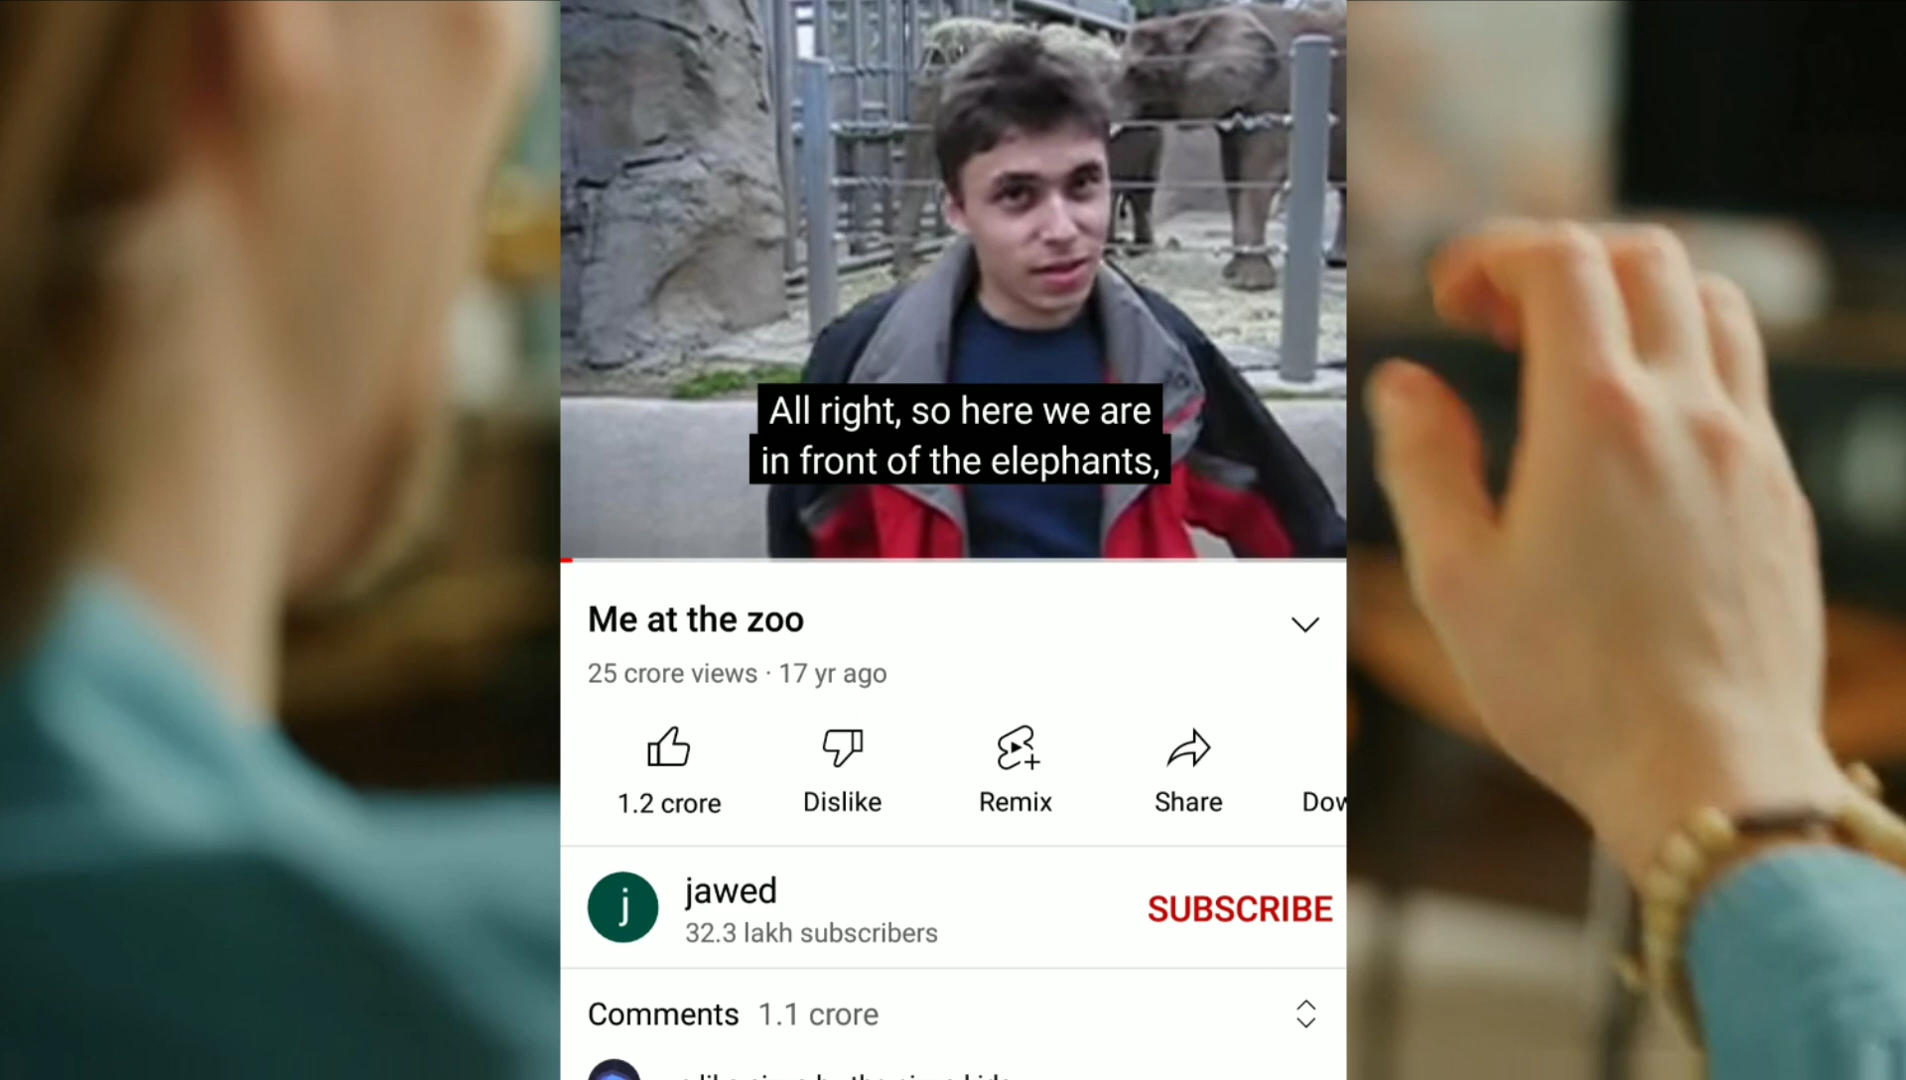 All right, so here we are
in front of the elephants,
Me at the zoo
25 crore views · 17 yr ago
1.2 crore
Dislike
Remix
Share
Dow
j
jawed
32.3 lakh subscribers
SUBSCRIBE
Comments 1.1 crore